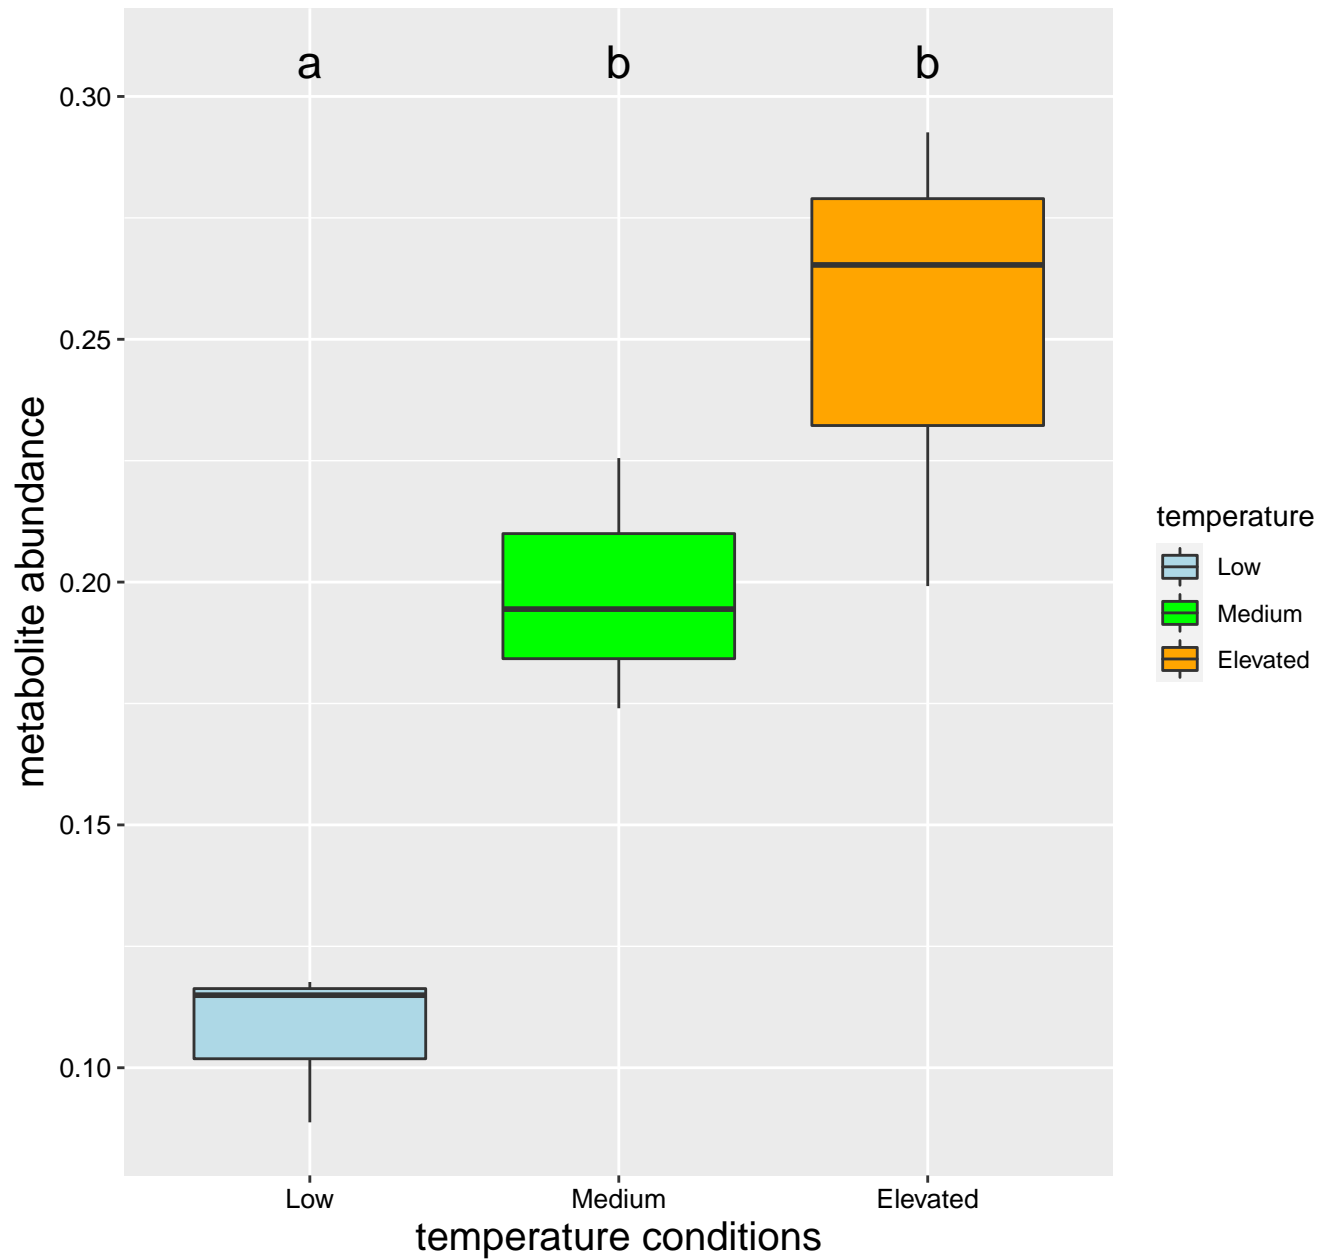 a b b
0.30
0.25
0.20
0.15
0.10
metabolite abundance
Low Medium Elevated
temperature conditions
temperature
Low
Medium
Elevated